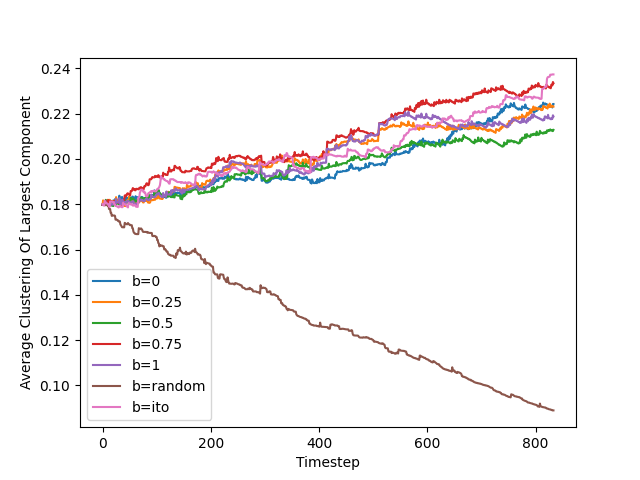 0.24
0.22
0.20
0.18
0.16
0.14
0.12
0.10
Average Clustering Of Largest Component
b=0
b=0.25
b=0.5
b=0.75
b=1
b=random
b=ito
0 200 400 600 800
Timestep